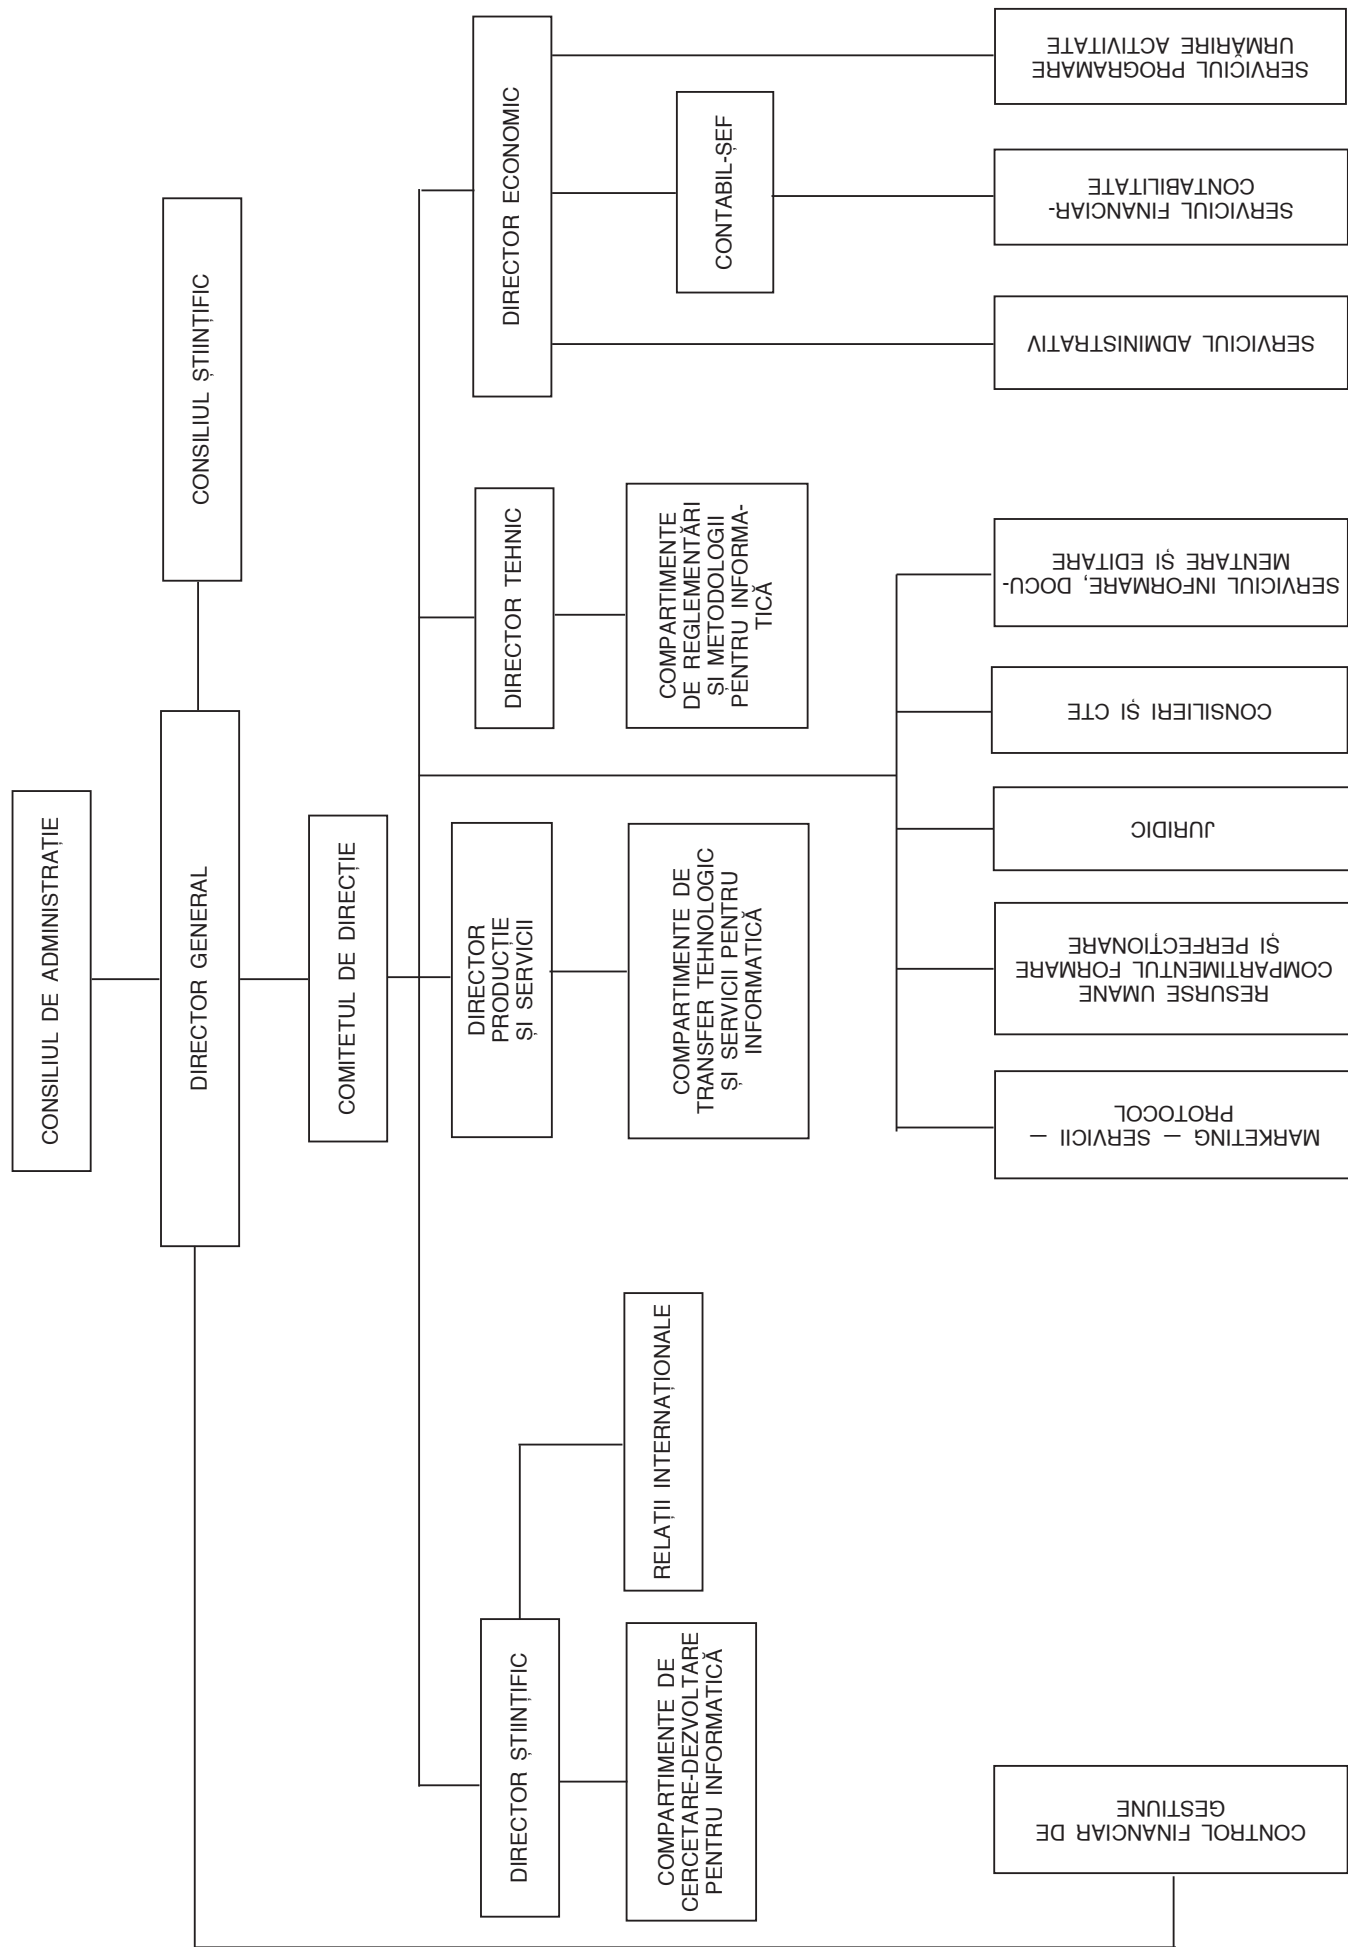 CONSILIUL DE ADMINISTRAȚIE
DIRECTOR GENERAL
CONSILIUL ȘTIINȚIFIC
COMITETUL DE DIRECȚIE
DIRECTOR ȘTIINȚIFIC
DIRECTOR
PRODUCȚIE
ȘI SERVICII
DIRECTOR TEHNIC
DIRECTOR ECONOMIC
COMPARTIMENTE DE
CERCETARE-DEZVOLTARE
PENTRU INFORMATICĂ
RELAȚII INTERNAȚIONALE
COMPARTIMENTE DE
TRANSFER TEHNOLOGIC
ȘI SERVICII PENTRU
INFORMATICĂ
COMPARTIMENTE
DE REGLEMENTĂRI
ȘI METODOLOGII
PENTRU INFORMA-
TICĂ
CONTABIL-ȘEF
CONTROL FINANCIAR DE
GESTIUNE
MARKETING — SERVICII —
PROTOCOL
RESURSE UMANE
COMPARTIMENTUL FORMARE
ȘI PERFECȚIONARE
JURIDIC
CONSILIERI ȘI CTE
SERVICIUL INFORMARE, DOCU-
MENTARE ȘI EDITARE
SERVICIUL ADMINISTRATIV
SERVICIUL FINANCIAR-
CONTABILITATE
SERVICIUL PROGRAMARE
URMĂRIRE ACTIVITATE